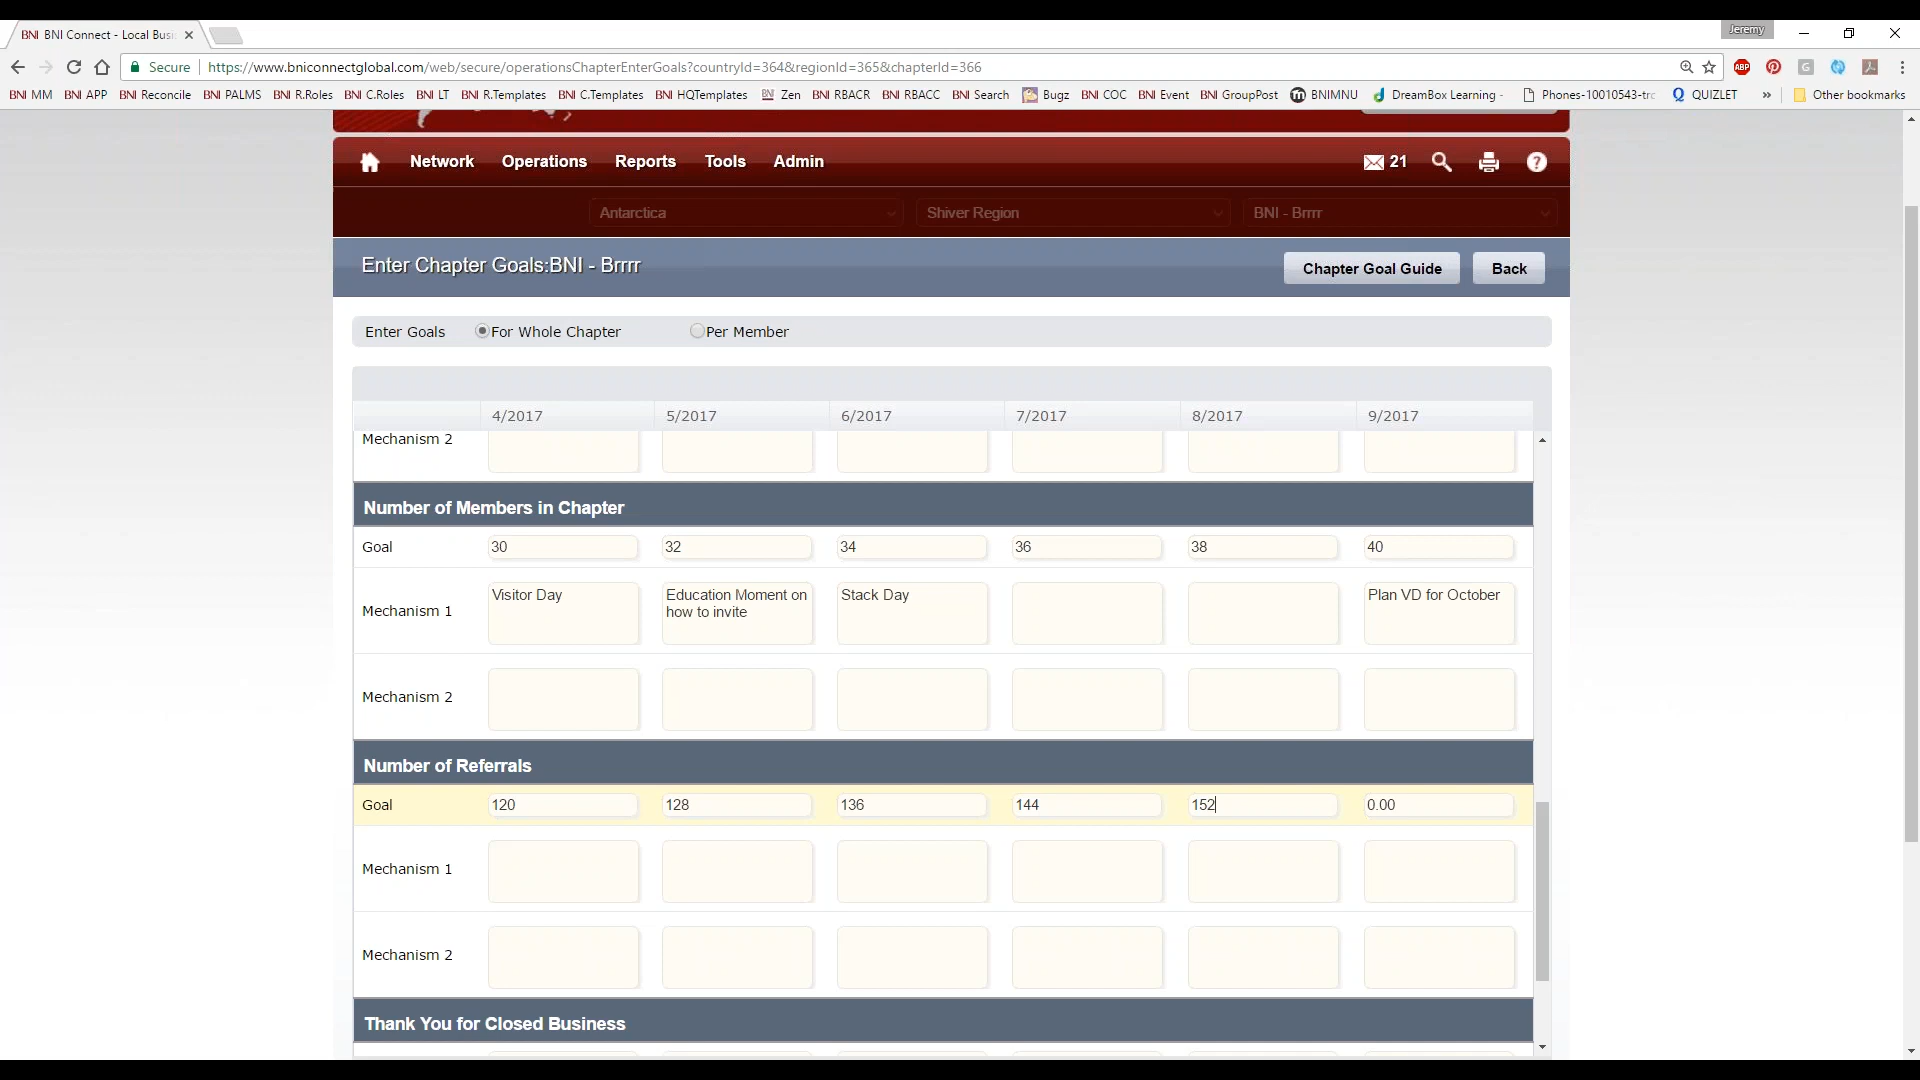 BNI BNI Connect - Local Busi
Jeremy
Secure https://www.bniconnectglobal.com/web/secure/operationsChapterEnterGoals?countryId=364&regionId=365&chapterId=366
BNI MM BNI APP BNI Reconcile BNI PALMS BNI R.Roles BNI C.Roles BNI LT BNI R.Templates BNI C.Templates BNI HQTemplates BNI Zen BNI RBACR BNI RBACC BNI Search Bugz BNI COC BNI Event BNI GroupPost BNIMNU DreamBox Learning - Phones-10010543-trc QUIZLET » Other bookmarks
Network Operations Reports Tools Admin 21
Antarctica Shiver Region BNI - Brrrr
Enter Chapter Goals:BNI - Brrrr Chapter Goal Guide Back
Enter Goals For Whole Chapter Per Member
4/2017 5/2017 6/2017 7/2017 8/2017 9/2017
Mechanism 2
Number of Members in Chapter
Goal 30 32 34 36 38 40
Mechanism 1 Visitor Day Education Moment on Stack Day Plan VD for October
how to invite
Mechanism 2
Number of Referrals
Goal 120 128 136 144 152 0.00
Mechanism 1
Mechanism 2
Thank You for Closed Business